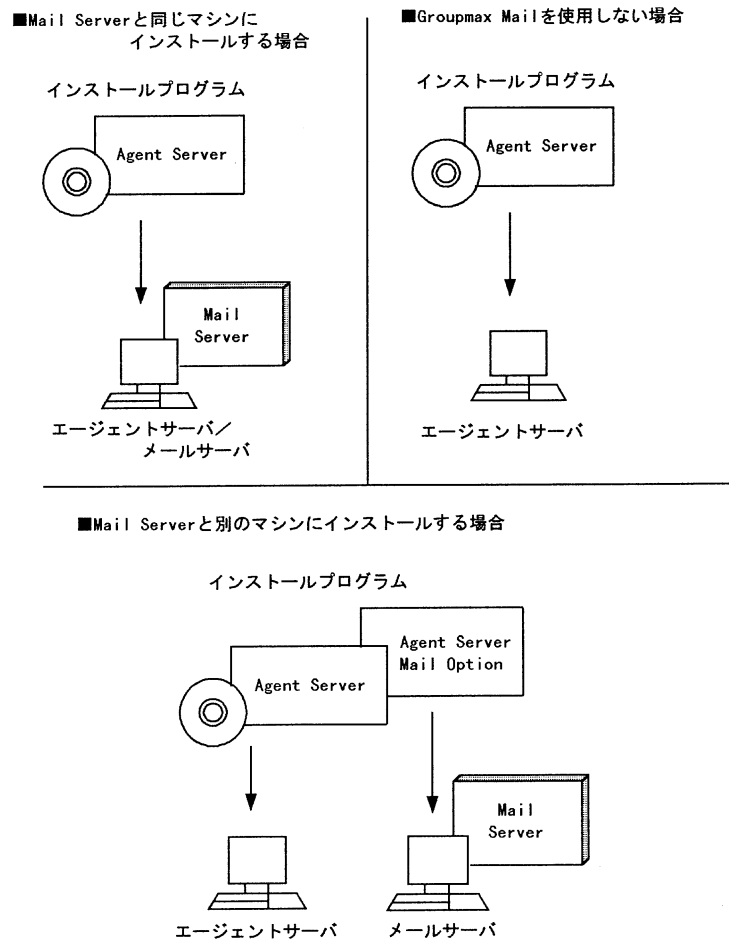 ■Mail Serverと同じマシンに
インストールする場合
インストールプログラム
Agent Server
Mail
Server
エージェントサーバ／
メールサーバ
■Groupmax Mailを使用しない場合
インストールプログラム
Agent Server
エージェントサーバ
■Mail Serverと別のマシンにインストールする場合
インストールプログラム
Agent Server
Mail Option
Agent Server
Mail
Server
エージェントサーバ
メールサーバ